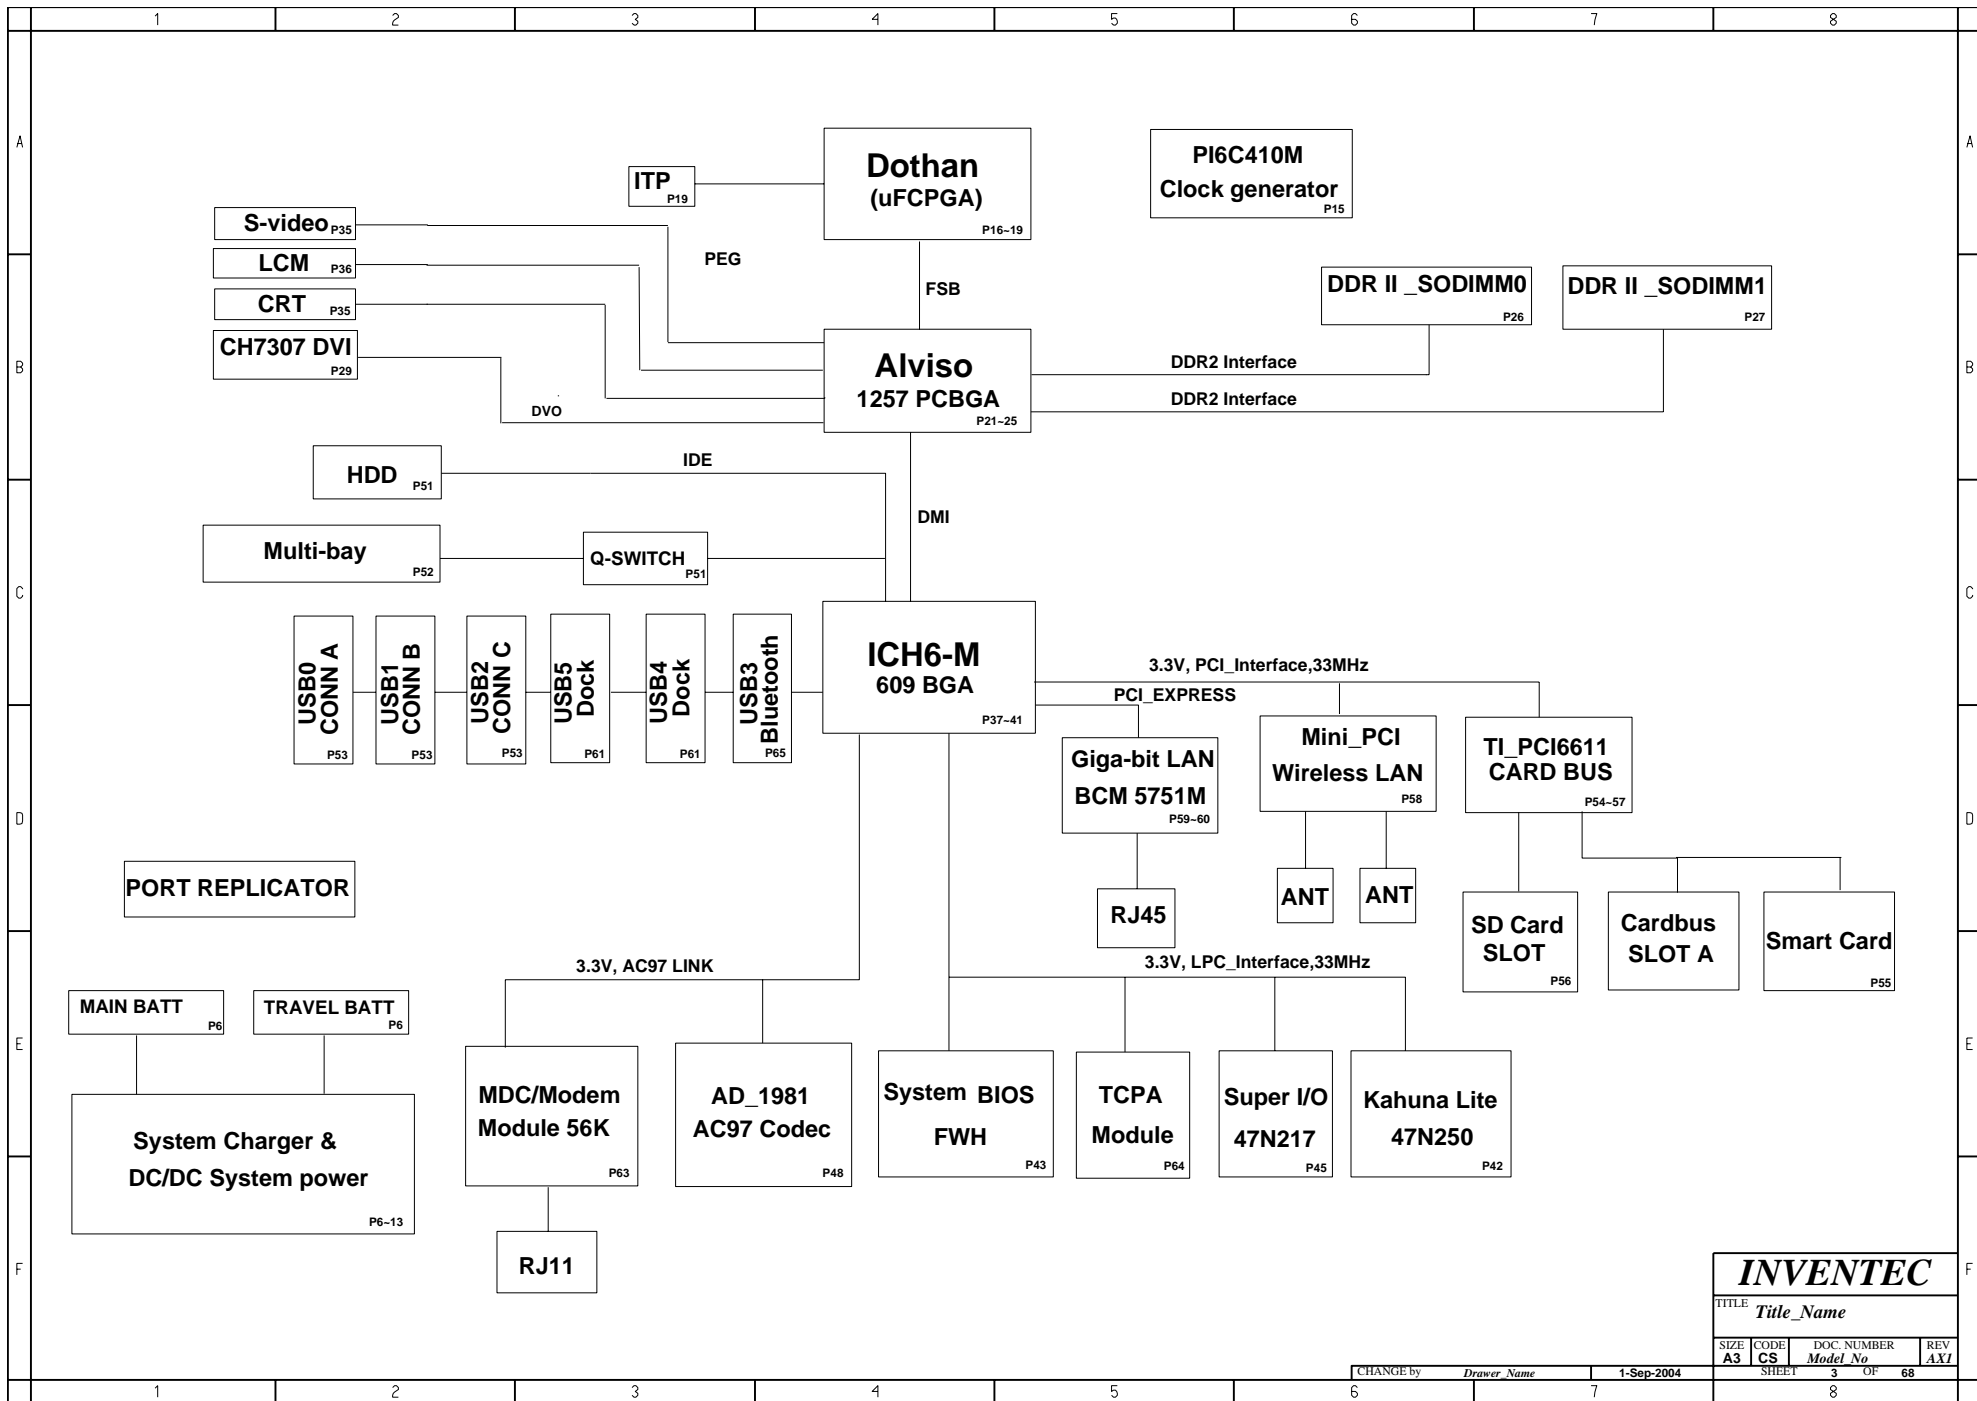 1 2 3 4 5 6 7 8
A A
Dothan
(uFCPGA)
P16~19
PI6C410M
Clock generator
P15
ITP
P19
S-video P35
LCM P36
CRT P35
CH7307 DVI
P29
PEG
FSB
DDR II _SODIMM0
P26
DDR II _SODIMM1
P27
B B
Alviso
1257 PCBGA
P21~25
DDR2 Interface
DDR2 Interface
DVO
HDD P51
IDE
DMI
Multi-bay
P52
Q-SWITCH
P51
C C
USB0
CONN A
P53
USB1
CONN B
P53
USB2
CONN C
P53
USB5
Dock
P61
USB4
Dock
P61
USB3
Bluetooth
P65
ICH6-M
609 BGA
P37~41
3.3V, PCI_Interface,33MHz
PCI_EXPRESS
Giga-bit LAN
BCM 5751M
P59~60
Mini_PCI
Wireless LAN
P58
TI_PCI6611
CARD BUS
P54~57
D D
PORT REPLICATOR
RJ45
ANT
ANT
SD Card
SLOT
P56
Cardbus
SLOT A
Smart Card
P55
3.3V, AC97 LINK
3.3V, LPC_Interface,33MHz
MAIN BATT
P6
TRAVEL BATT
P6
E E
System Charger &
DC/DC System power
P6~13
MDC/Modem
Module 56K
P63
AD_1981
AC97 Codec
P48
System BIOS
FWH
P43
TCPA
Module
P64
Super I/O
47N217
P45
Kahuna Lite
47N250
P42
RJ11
F F
INVENTEC
TITLE Title_Name
SIZE CODE DOC. NUMBER REV
A3 CS Model_No AX1
CHANGE by Drawer_Name 1-Sep-2004 SHEET 3 OF 68
1 2 3 4 5 6 7 8